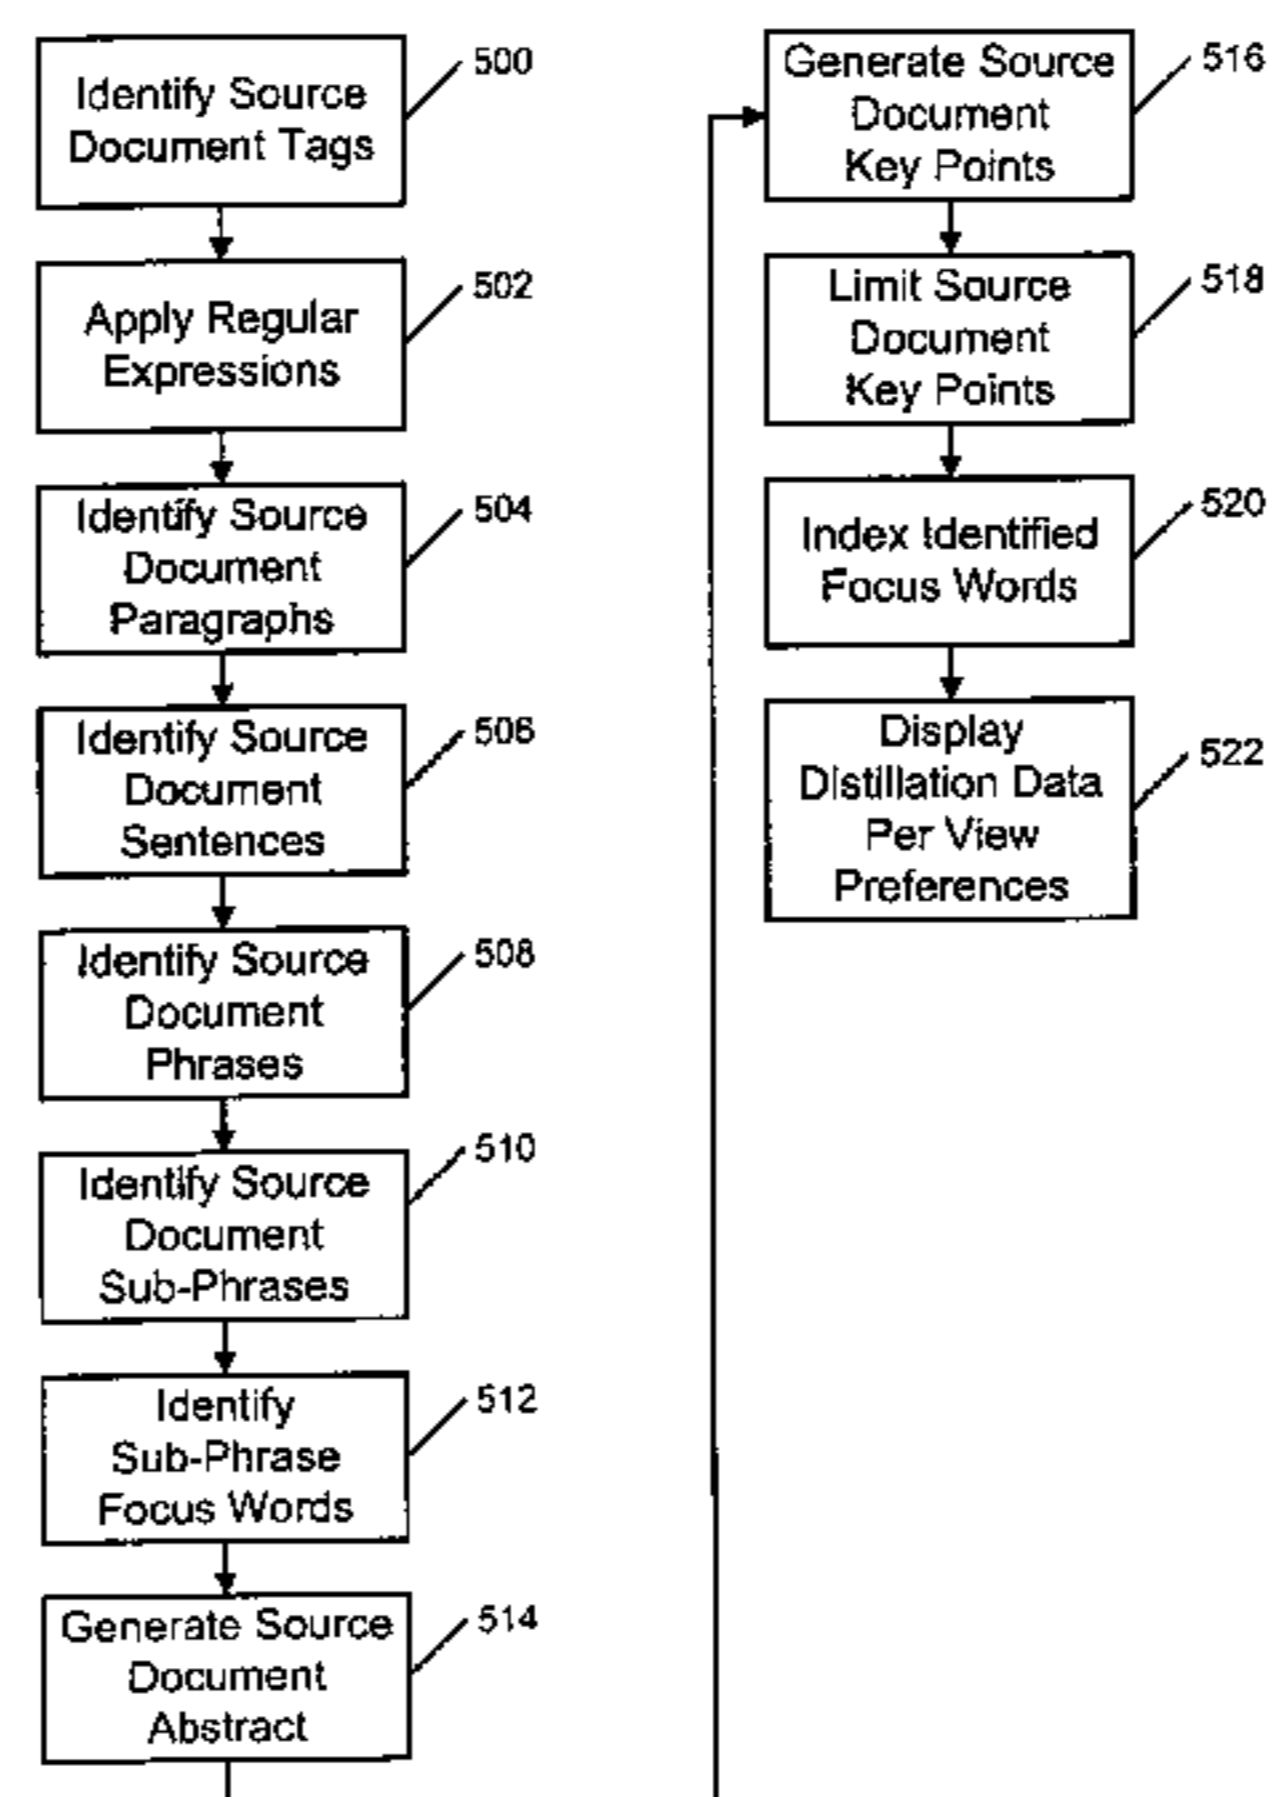 Identify Source
Document Tags
500
Apply Regular
Expressions
502
Identify Source
Document
Paragraphs
504
Identify Source
Document
Sentences
506
Identify Source
Document
Phrases
508
Identify Source
Document
Sub-Phrases
510
Identify
Sub-Phrase
Focus Words
512
Generate Source
Document
Abstract
514
Generate Source
Document
Key Points
516
Limit Source
Document
Key Points
518
Index Identified
Focus Words
520
Display
Distillation Data
Per View
Preferences
522